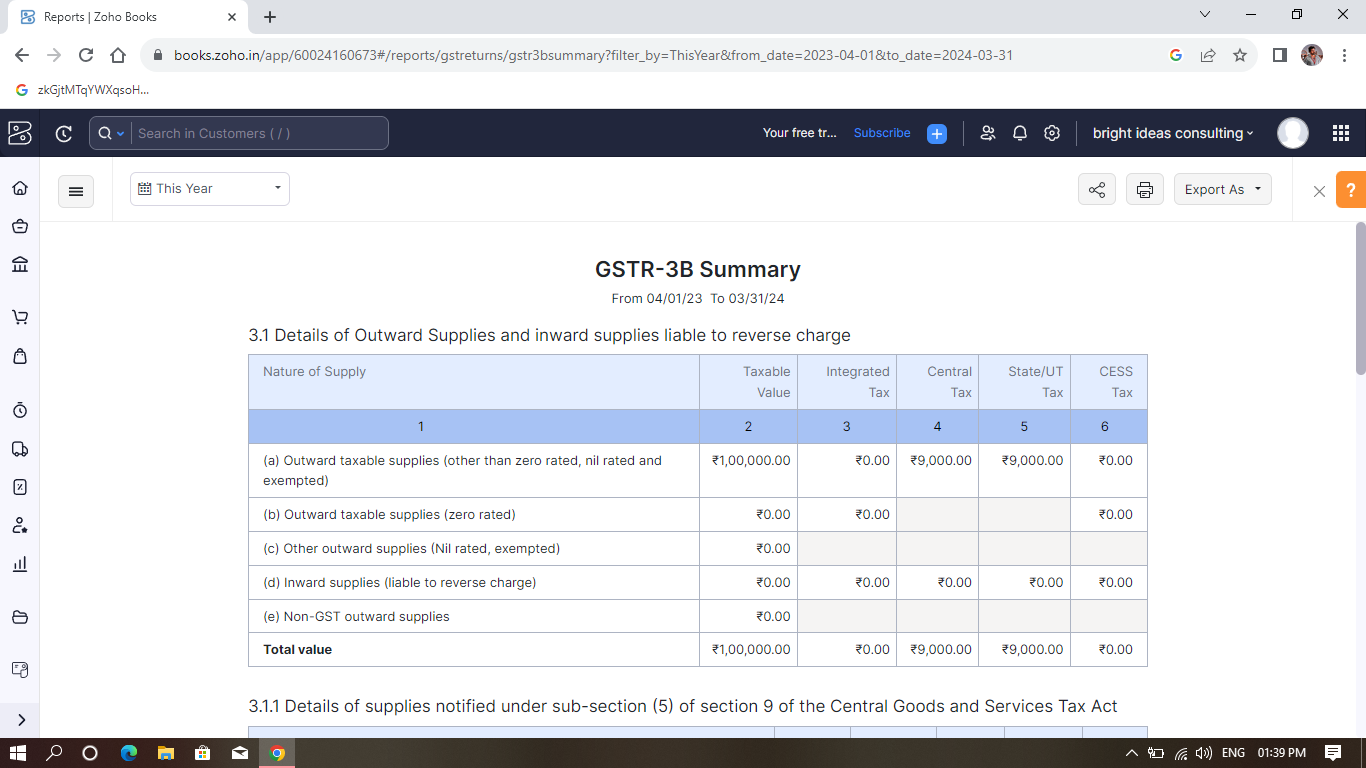 Reports | Zoho Books
books.zoho.in/app/60024160673#/reports/gstreturns/gstr3bsummary?filter_by=ThisYear&from_date=2023-04-01&to_date=2024-03-31
zkGjtMTqYWXqsoH...
Search in Customers ( / )
Your free tr... Subscribe
bright ideas consulting
This Year
Export As
?
GSTR-3B Summary
From 04/01/23 To 03/31/24
3.1 Details of Outward Supplies and inward supplies liable to reverse charge
Nature of Supply Taxable Value Integrated Tax Central Tax State/UT Tax CESS Tax
1 2 3 4 5 6
(a) Outward taxable supplies (other than zero rated, nil rated and exempted) ₹1,00,000.00 ₹0.00 ₹9,000.00 ₹9,000.00 ₹0.00
(b) Outward taxable supplies (zero rated) ₹0.00 ₹0.00 ₹0.00
(c) Other outward supplies (Nil rated, exempted) ₹0.00
(d) Inward supplies (liable to reverse charge) ₹0.00 ₹0.00 ₹0.00 ₹0.00 ₹0.00
(e) Non-GST outward supplies ₹0.00
Total value ₹1,00,000.00 ₹0.00 ₹9,000.00 ₹9,000.00 ₹0.00
3.1.1 Details of supplies notified under sub-section (5) of section 9 of the Central Goods and Services Tax Act
ENG 01:39 PM